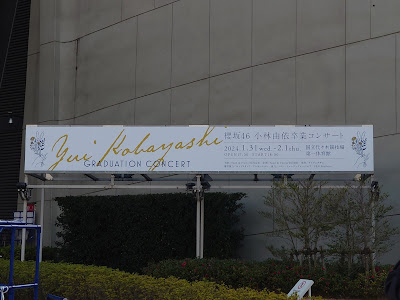 Yui Kobayashi
GRADUATION CONCERT
櫻坂46 小林由依卒業コンサート
2024 1.31 wed - 2.1 thu
国立代々木競技場
第一体育館